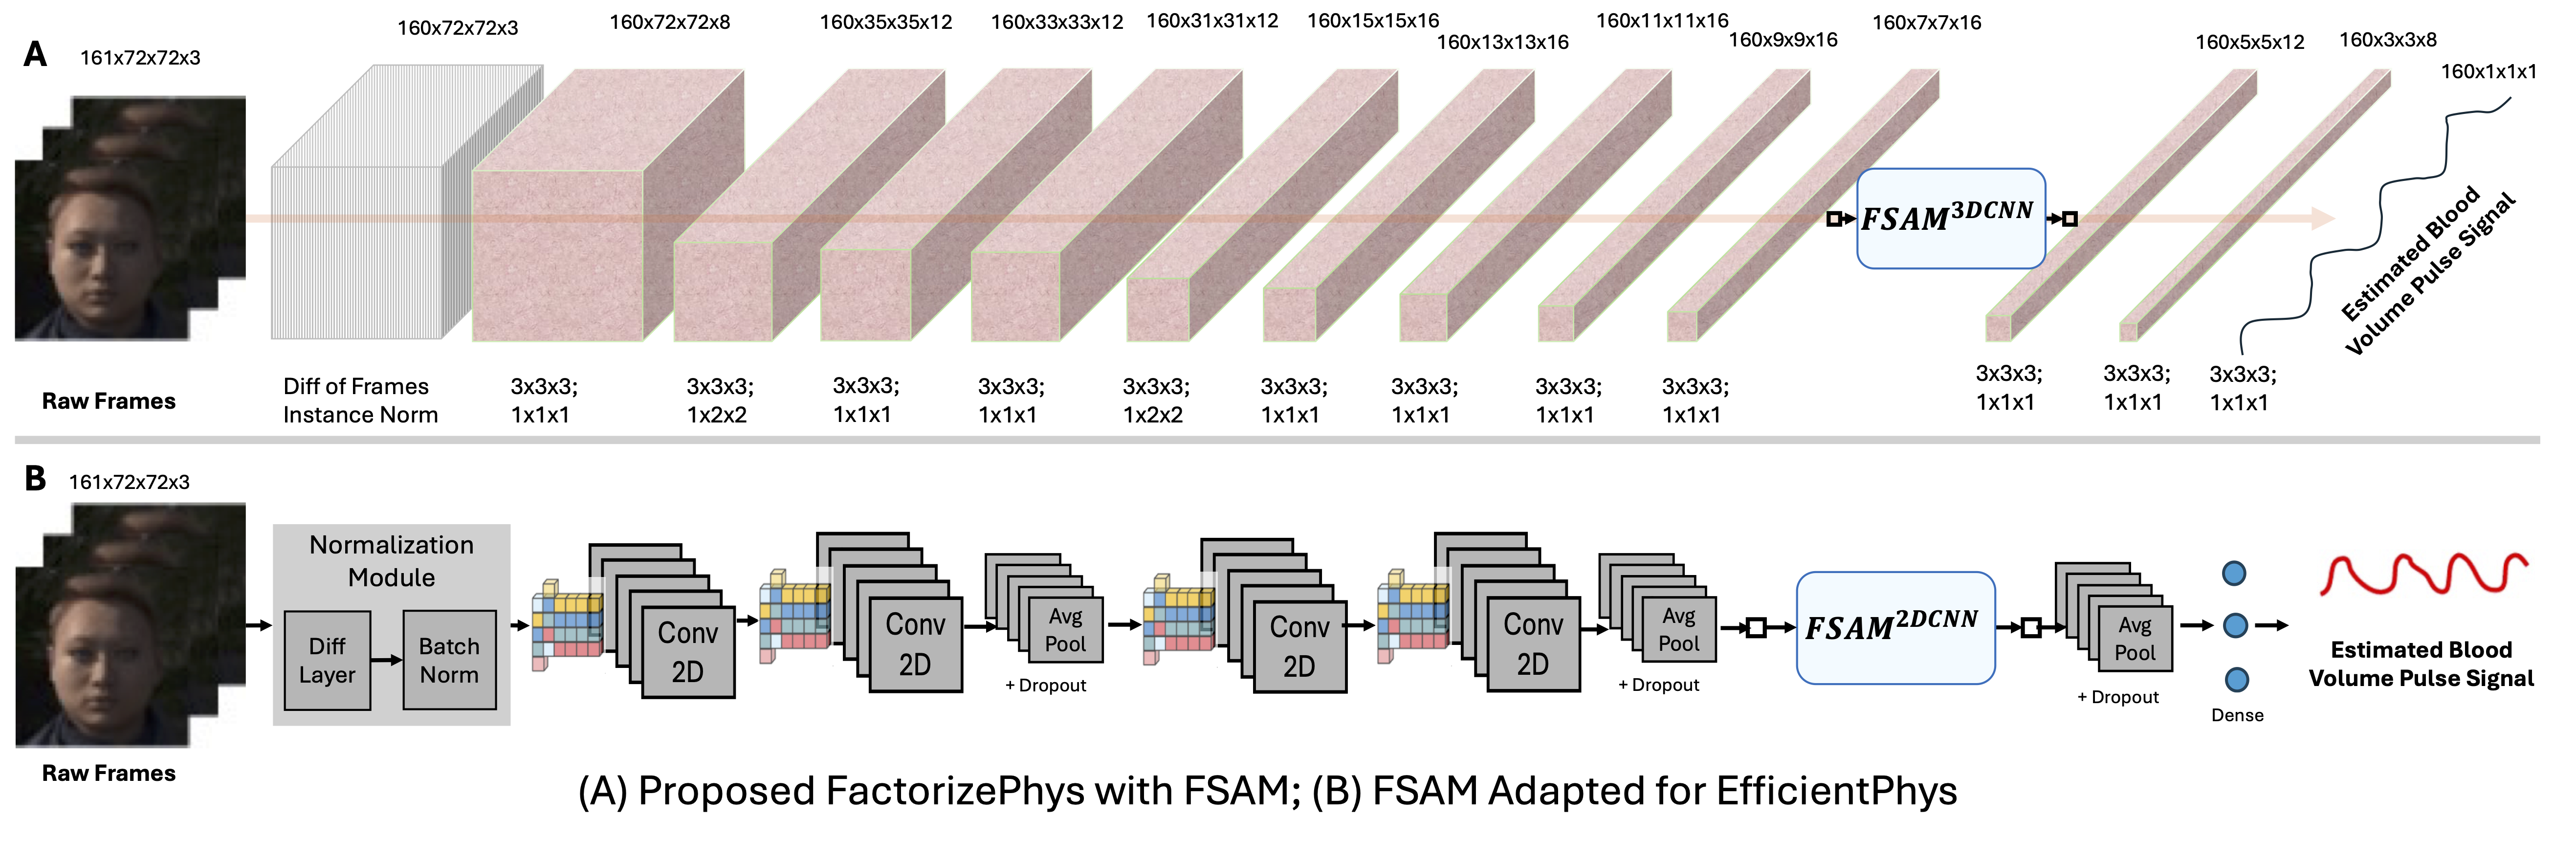 A
161x72x72x3
160x72x72x3
160x72x72x8
160x35x35x12
160x33x33x12
160x31x31x12
160x15x15x16
160x13x13x16
160x11x11x16
160x9x9x16
160x7x7x16
160x5x5x12
160x3x3x8
160x1x1x1
FSAM3DCNN
Estimated Blood
Volume Pulse Signal
Raw Frames
Diff of Frames
Instance Norm
3x3x3;
1x1x1
3x3x3;
1x2x2
3x3x3;
1x1x1
3x3x3;
1x1x1
3x3x3;
1x2x2
3x3x3;
1x1x1
3x3x3;
1x1x1
3x3x3;
1x1x1
3x3x3;
1x1x1
3x3x3;
1x1x1
3x3x3;
1x1x1
3x3x3;
1x1x1
B
161x72x72x3
Raw Frames
Normalization
Module
Diff
Layer
Batch
Norm
Conv
2D
Conv
2D
Avg
Pool
+ Dropout
Conv
2D
Conv
2D
Avg
Pool
+ Dropout
FSAM2DCNN
Avg
Pool
+ Dropout
Dense
Estimated Blood
Volume Pulse Signal
(A) Proposed FactorizePhys with FSAM; (B) FSAM Adapted for EfficientPhys